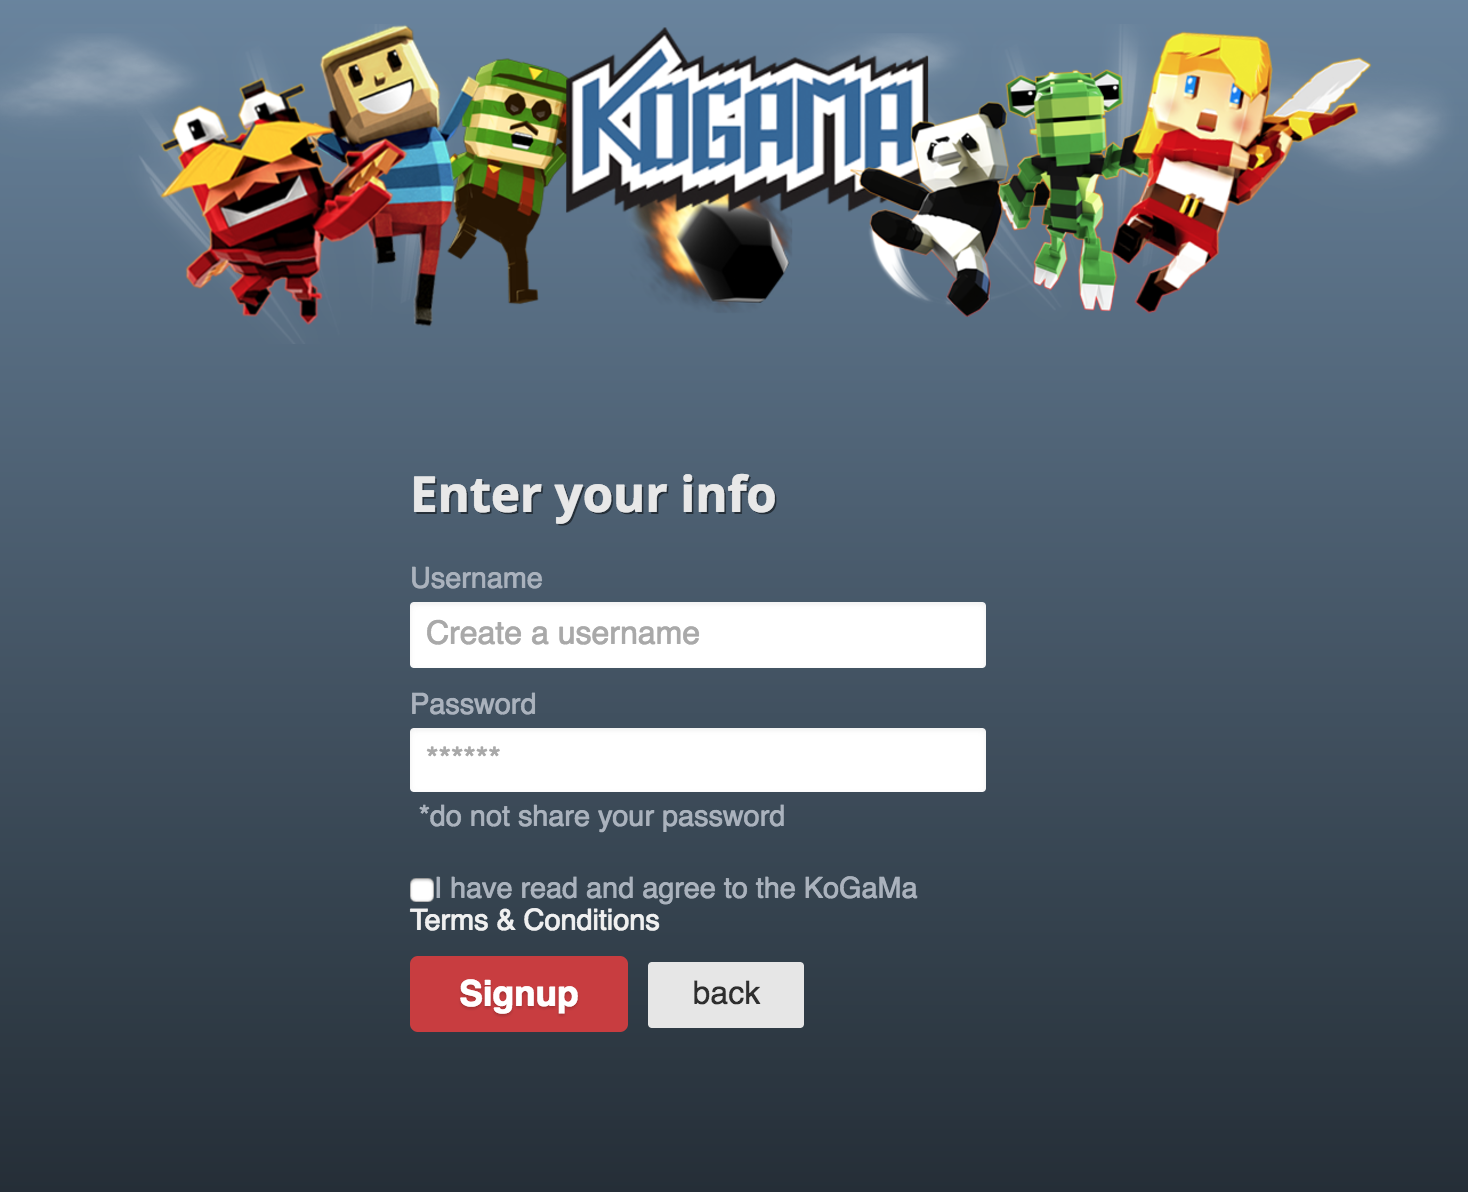 KOGAMA
Enter your info
Username
Create a username
Password
******
*do not share your password
I have read and agree to the KoGaMa
Terms & Conditions
Signup
back